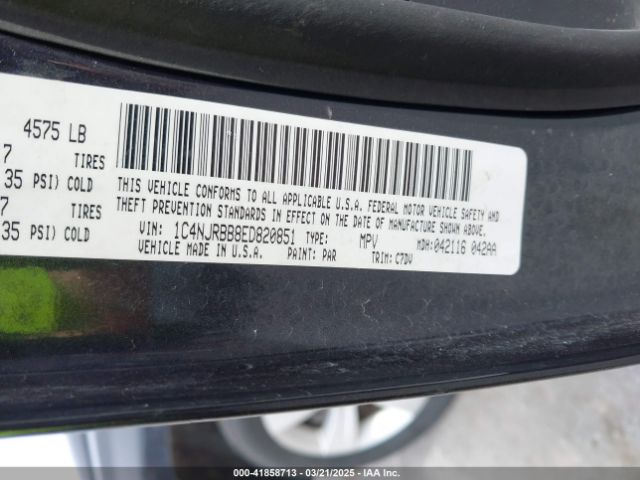 4575 LB
7 TIRES
35 PSI) COLD
7 TIRES
35 PSI) COLD
THIS VEHICLE CONFORMS TO ALL APPLICABLE U.S.A. FEDERAL MOTOR VEHICLE SAFETY AND
THEFT PREVENTION STANDARDS IN EFFECT ON THE DATE OF MANUFACTURE SHOWN ABOVE.
VIN: 1C4NJRBB8ED820851 TYPE: MPV MDH: 042116 042AA
VEHICLE MADE IN U.S.A. PAINT: PAR TRIM: C7DV
000-41858713 — 03/21/2025 — IAA Inc.